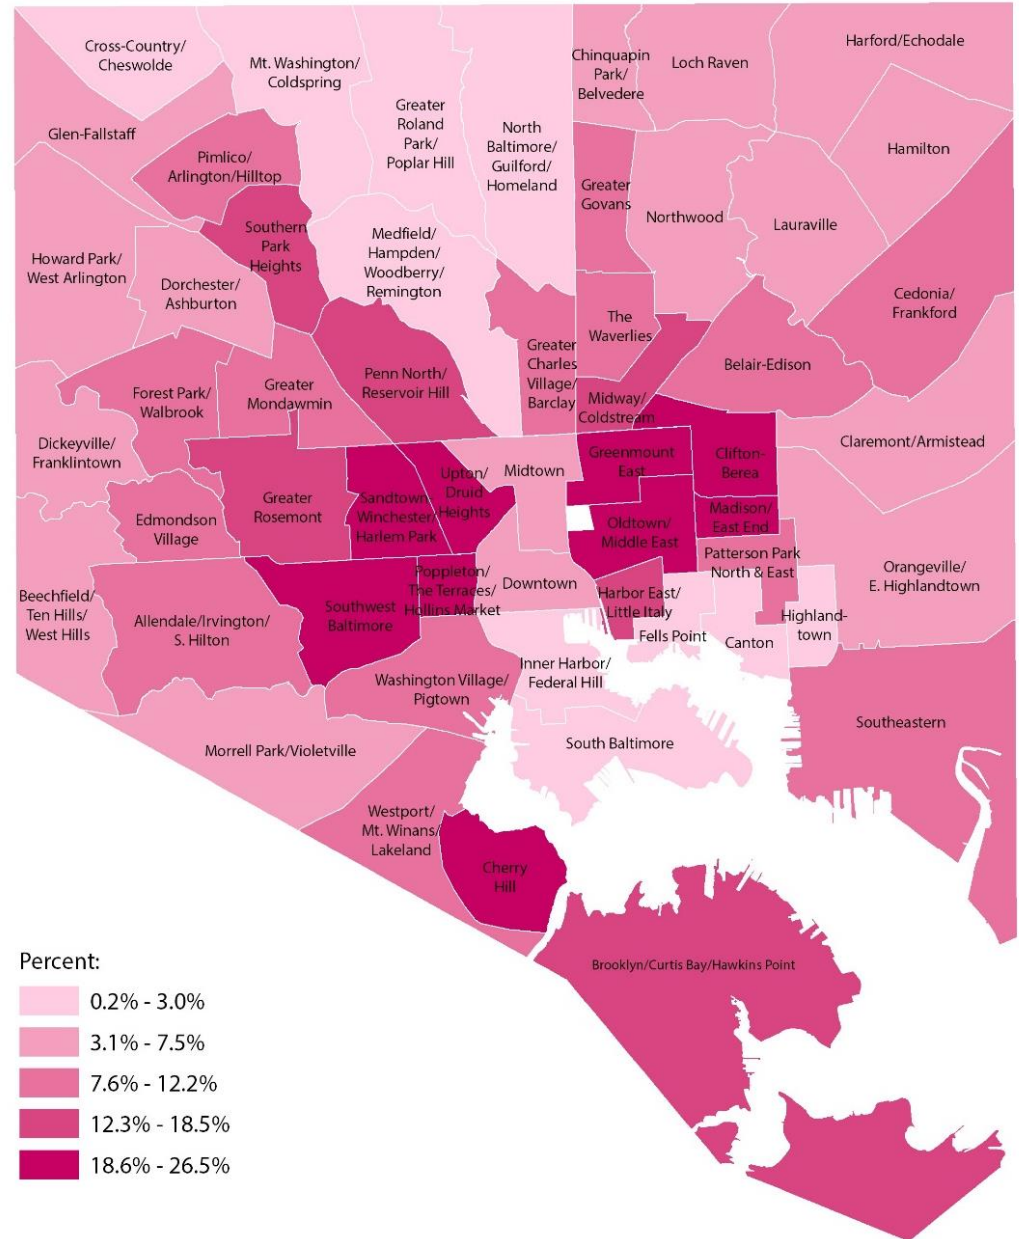 Cross-Country/
Cheswolde
Mt. Washington/
Coldspring
Greater
Roland
Park/
Poplar Hill
North
Baltimore/
Guilford/
Homeland
Chinquapin
Park/
Belvedere
Loch Raven
Harford/Echodale
Glen-Fallstaff
Pimlico/
Arlington/Hilltop
Hamilton
Greater
Govans
Northwood
Lauraville
Southern
Park
Heights
Medfield/
Hampden/
Woodberry/
Remington
Howard Park/
West Arlington
Dorchester/
Ashburton
Cedonia/
Frankford
The
Waverlies
Greater
Charles
Village/
Barclay
Belair-Edison
Penn North/
Reservoir Hill
Forest Park/
Walbrook
Greater
Mondawmin
Midway/
Coldstream
Dickeyville/
Franklintown
Claremont/Armistead
Greenmount
East
Clifton-
Berea
Midtown
Upton/
Druid
Heights
Sandtown-
Winchester/
Harlem Park
Greater
Rosemont
Edmondson
Village
Oldtown/
Middle East
Madison/
East End
Patterson Park
North & East
Orangeville/
E. Highlandtown
Beechfield/
Ten Hills/
West Hills
Allendale/Irvington/
S. Hilton
Southwest
Baltimore
Poppleton/
The Terraces/
Hollins Market
Downtown
Harbor East/
Little Italy
Fells Point
Canton
Highland-
town
Inner Harbor/
Federal Hill
Washington Village/
Pigtown
Southeastern
Morrell Park/Violetville
South Baltimore
Westport/
Mt. Winans/
Lakeland
Cherry
Hill
Brooklyn/Curtis Bay/Hawkins Point
Percent:
0.2% - 3.0%
3.1% - 7.5%
7.6% - 12.2%
12.3% - 18.5%
18.6% - 26.5%